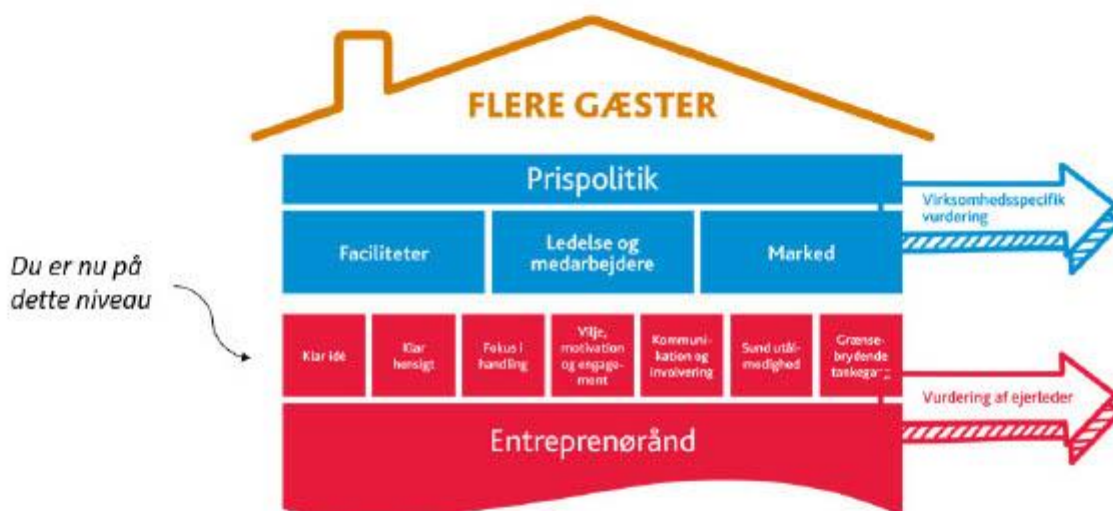 FLERE GÆSTER
Prispolitik
Virksomhedsspecifik
vurdering
Faciliteter
Ledelse og
medarbejdere
Marked
Du er nu på
dette niveau
Klar idé
Klar
hensigt
Fokus i
handling
Vilje,
motivation
og engage-
ment
Kommuni-
kation og
involvering
Sund utål-
modighed
Grænse-
brydende
tankegang
Vurdering af ejerleder
Entreprenørånd